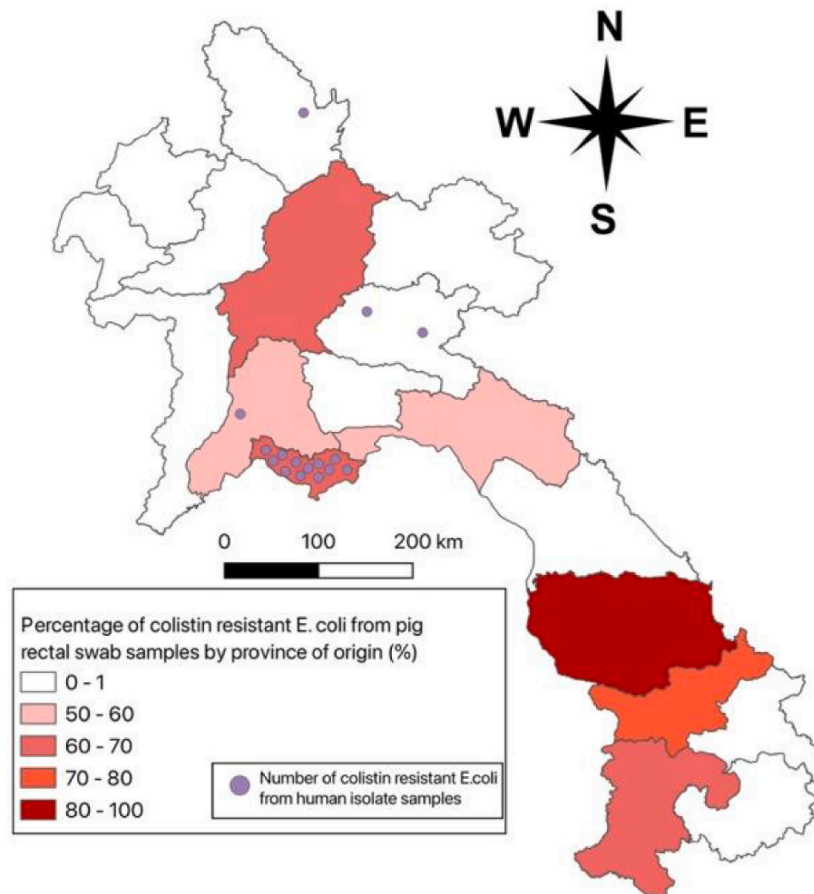 N
W
E
S
0 100 200 km
Percentage of colistin resistant E. coli from pig
rectal swab samples by province of origin (%)
0 - 1
50 - 60
60 - 70
70 - 80
80 - 100
Number of colistin resistant E.coli
from human isolate samples